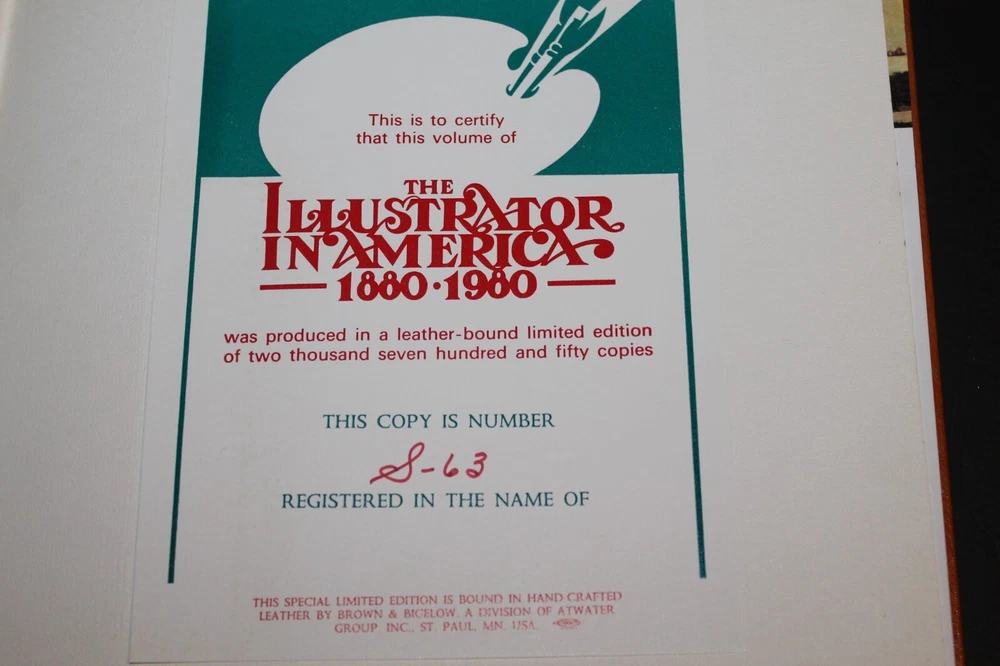 This is to certify
that this volume of
THE
ILLUSTRATOR
IN AMERICA
1880·1980
was produced in a leather-bound limited edition
of two thousand seven hundred and fifty copies
THIS COPY IS NUMBER
S-63
REGISTERED IN THE NAME OF
THIS SPECIAL LIMITED EDITION IS BOUND IN HAND CRAFTED
LEATHER BY BROWN & BIGELOW, A DIVISION OF ATWATER
GROUP INC., ST. PAUL, MN. USA.